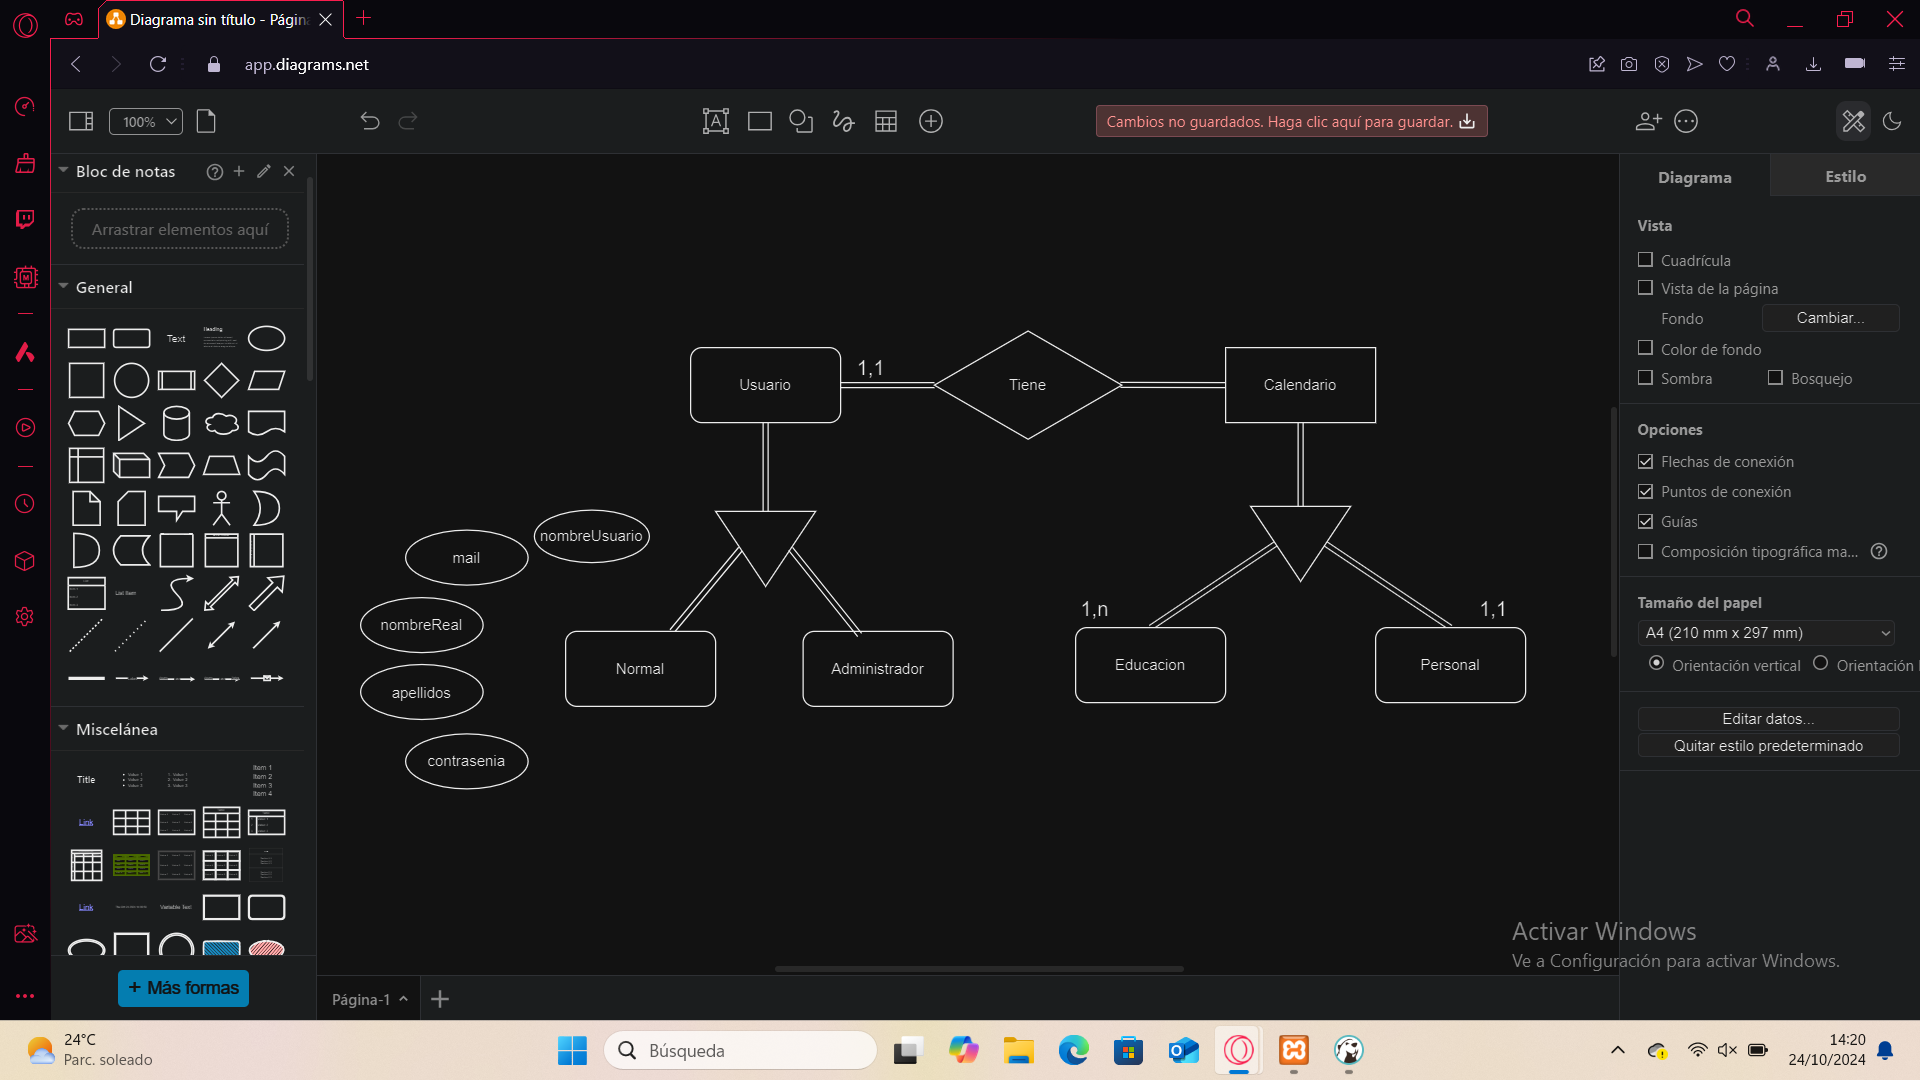 Diagrama sin título - Págin
app.diagrams.net
100%
Cambios no guardados. Haga clic aquí para guardar.
Bloc de notas
Arrastrar elementos aquí
General
Text
Heading
List Item
Miscelánea
Title
Item 1
Item 2
Item 3
Item 4
Link
Link
Variable Text
+ Más formas
Usuario
1,1
Tiene
Calendario
nombreUsuario
mail
nombreReal
apellidos
contrasenia
Normal
Administrador
1,n
Educacion
1,1
Personal
Página-1
Diagrama
Estilo
Vista
Cuadrícula
Vista de la página
Fondo
Cambiar...
Color de fondo
Sombra
Bosquejo
Opciones
Flechas de conexión
Puntos de conexión
Guías
Composición tipográfica ma...
Tamaño del papel
A4 (210 mm x 297 mm)
Orientación vertical
Orientación
Editar datos...
Quitar estilo predeterminado
Activar Windows
Ve a Configuración para activar Windows.
24°C
Parc. soleado
Búsqueda
14:20
24/10/2024